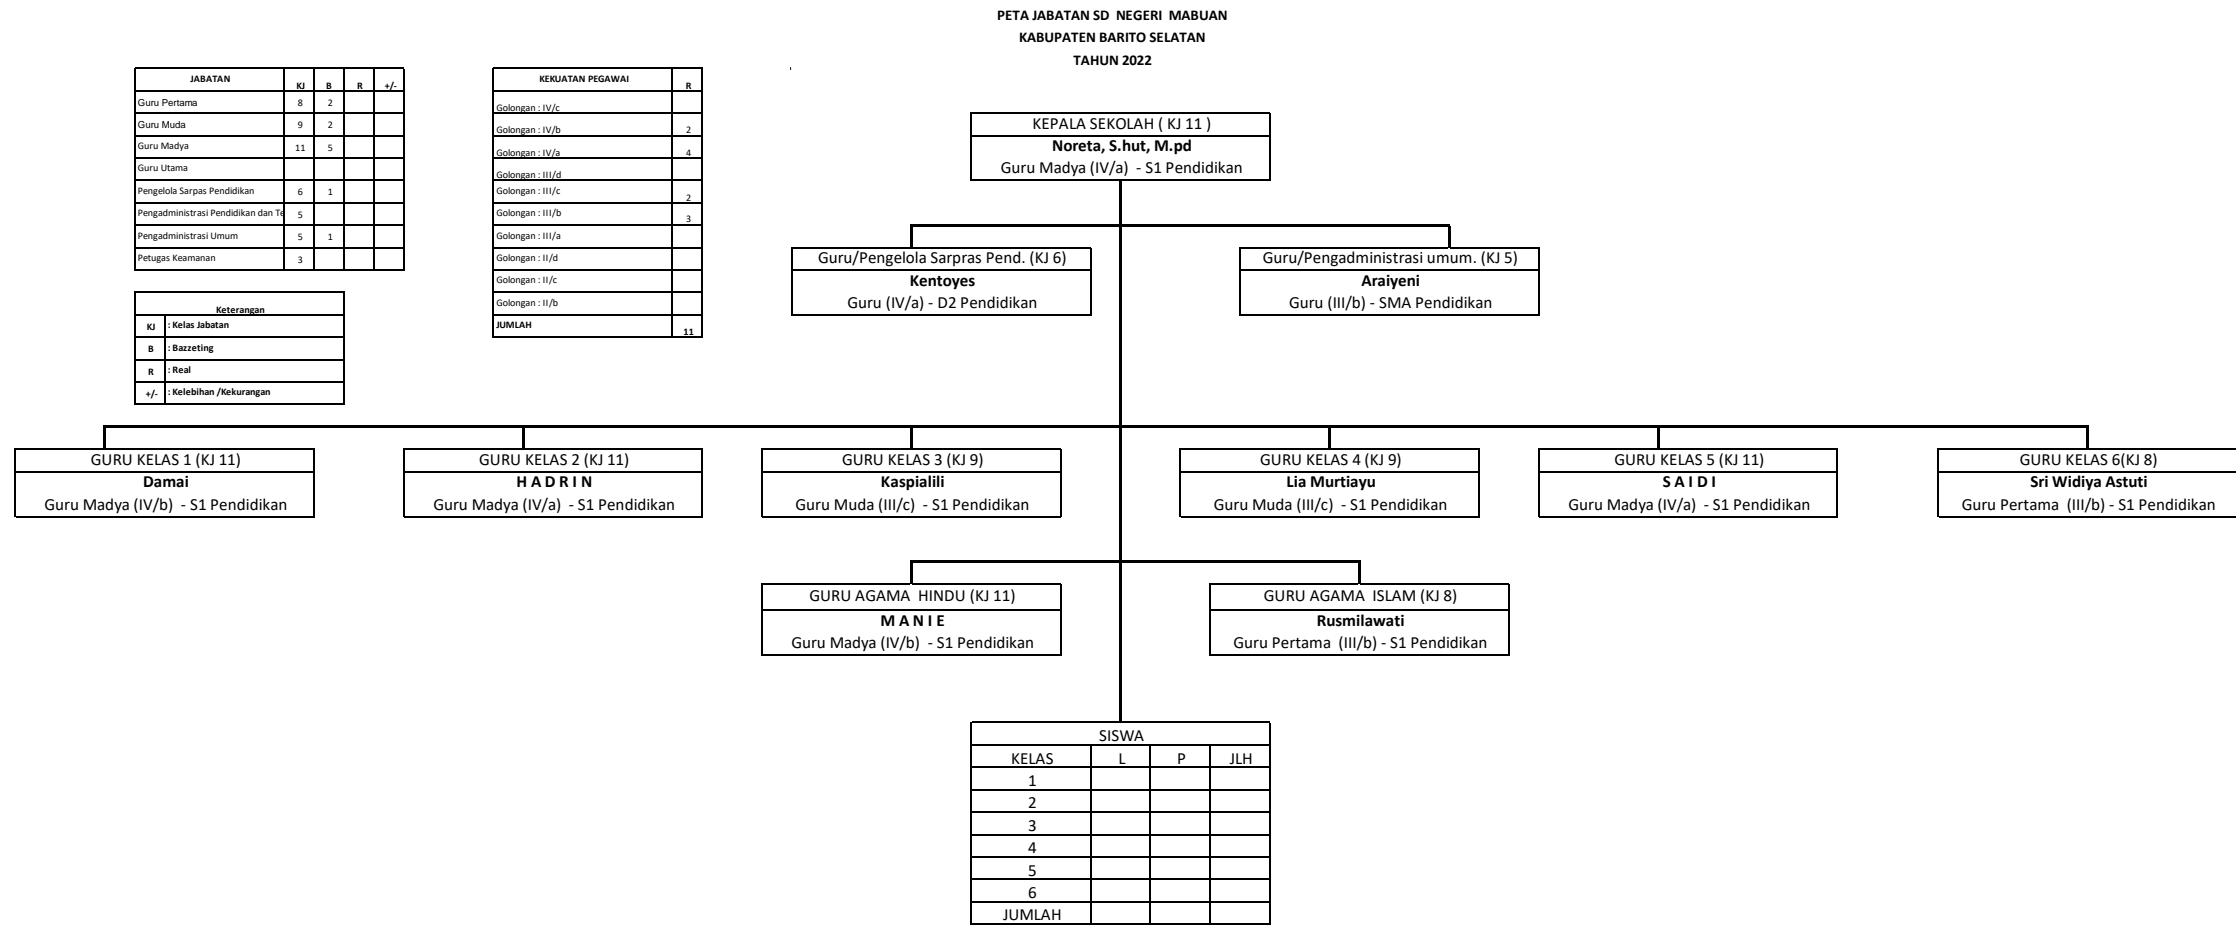 PETA JABATAN SD NEGERI MABUAN
KABUPATEN BARITO SELATAN
TAHUN 2022
JABATAN KJ B R +/-
Guru Pertama 8 2
Guru Muda 9 2
Guru Madya 11 5
Guru Utama
Pengelola Sarpas Pendidikan 6 1
Pengadministrasi Pendidikan dan Te 5
Pengadministrasi Umum 5 1
Petugas Keamanan 3
Keterangan
KJ : Kelas Jabatan
B : Bazzeting
R : Real
+/- : Kelebihan /Kekurangan
KEKUATAN PEGAWAI R
Golongan : IV/c
Golongan : IV/b 2
Golongan : IV/a 4
Golongan : III/d
Golongan : III/c 2
Golongan : III/b 3
Golongan : III/a
Golongan : II/d
Golongan : II/c
Golongan : II/b
JUMLAH 11
KEPALA SEKOLAH ( KJ 11 )
Noreta, S.hut, M.pd
Guru Madya (IV/a) - S1 Pendidikan
Guru/Pengelola Sarpras Pend. (KJ 6)
Kentoyes
Guru (IV/a) - D2 Pendidikan
Guru/Pengadministrasi umum. (KJ 5)
Araiyeni
Guru (III/b) - SMA Pendidikan
GURU KELAS 1 (KJ 11)
Damai
Guru Madya (IV/b) - S1 Pendidikan
GURU KELAS 2 (KJ 11)
H A D R I N
Guru Madya (IV/a) - S1 Pendidikan
GURU KELAS 3 (KJ 9)
Kaspialili
Guru Muda (III/c) - S1 Pendidikan
GURU KELAS 4 (KJ 9)
Lia Murtiayu
Guru Muda (III/c) - S1 Pendidikan
GURU KELAS 5 (KJ 11)
S A I D I
Guru Madya (IV/a) - S1 Pendidikan
GURU KELAS 6(KJ 8)
Sri Widiya Astuti
Guru Pertama (III/b) - S1 Pendidikan
GURU AGAMA HINDU (KJ 11)
M A N I E
Guru Madya (IV/b) - S1 Pendidikan
GURU AGAMA ISLAM (KJ 8)
Rusmilawati
Guru Pertama (III/b) - S1 Pendidikan
SISWA
KELAS L P JLH
1
2
3
4
5
6
JUMLAH